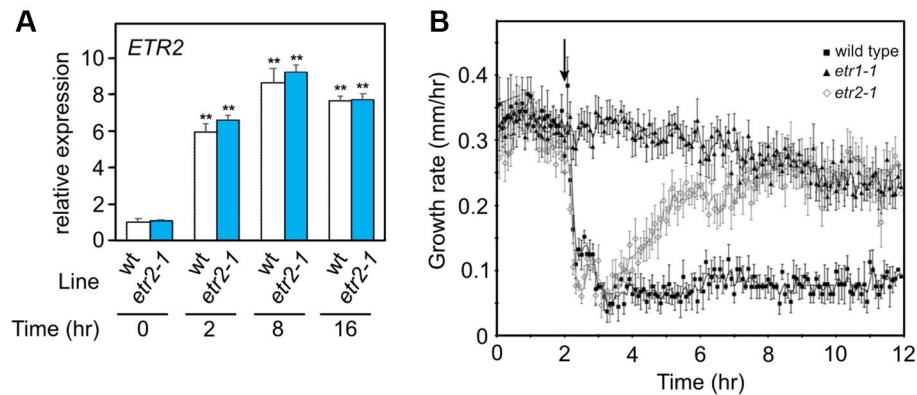 A
ETR2
relative expression
10
8
6
4
2
0
Line
wt
etr2-1
wt
etr2-1
wt
etr2-1
wt
etr2-1
**
**
**
**
**
**
Time (hr)
0
2
8
16
B
wild type
etr1-1
etr2-1
Growth rate (mm/hr)
0.4
0.3
0.2
0.1
0
0
2
4
6
8
10
12
Time (hr)